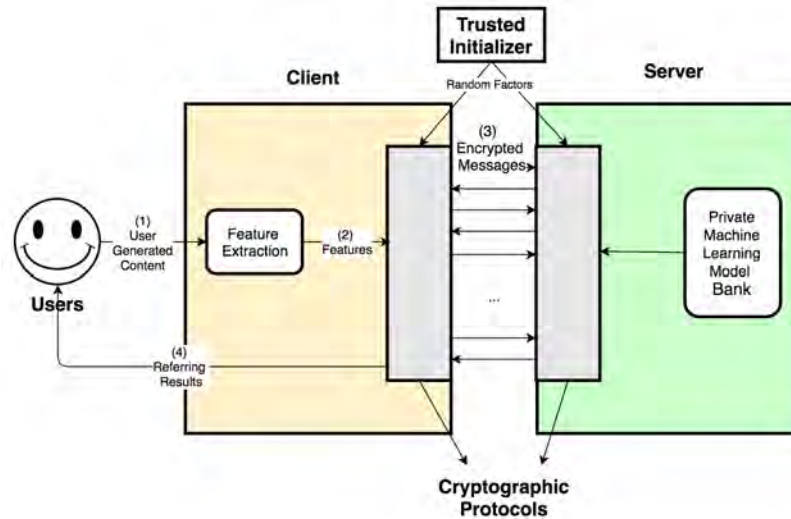 Trusted
Initializer
Client
Server
Random Factors
(3)
Encrypted
Messages
(1)
User
Generated
Content
Feature
Extraction
(2)
Features
Private
Machine
Learning
Model
Bank
Users
...
(4)
Referring
Results
Cryptographic
Protocols